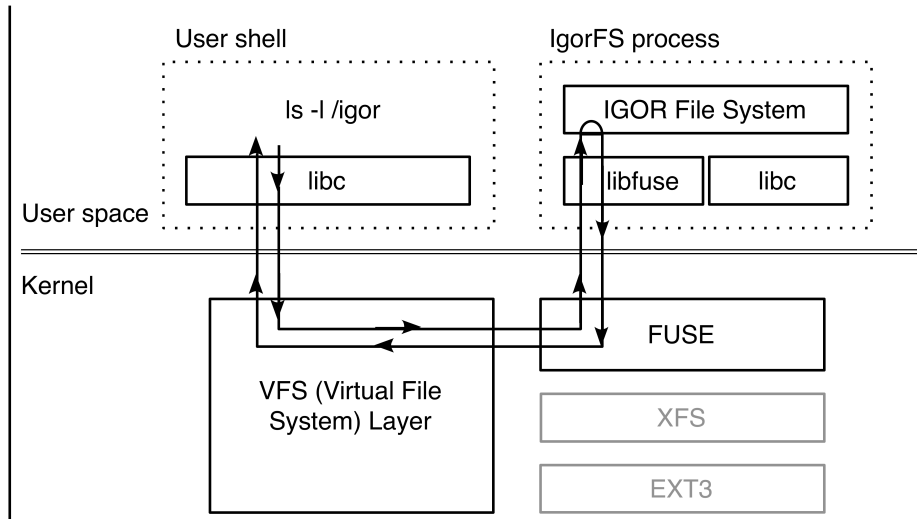 User shell
IgorFS process
ls -l /igor
IGOR File System
libc
libfuse
libc
User space
Kernel
FUSE
VFS (Virtual File
System) Layer
XFS
EXT3